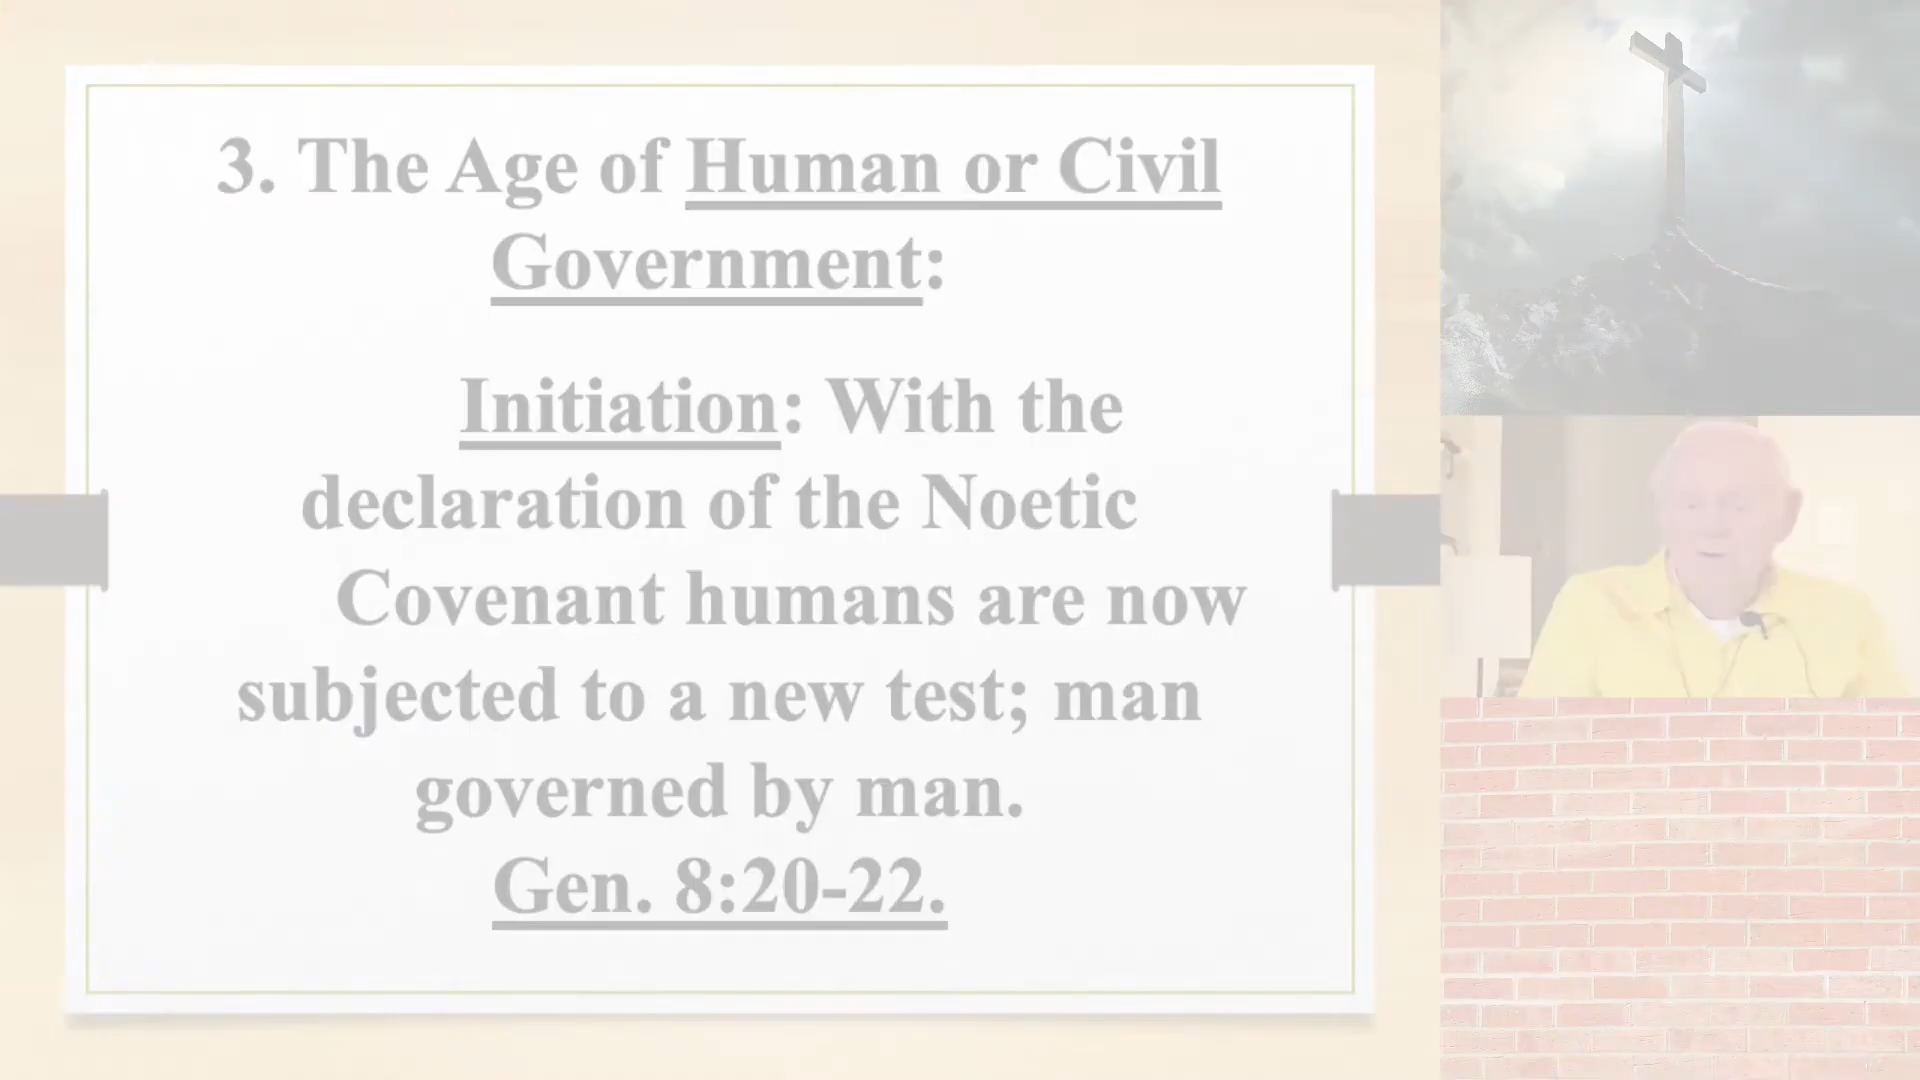 3. The Age of Human or Civil
Government:
Initiation: With the
declaration of the Noetic
Covenant humans are now
subjected to a new test; man
governed by man.
Gen. 8:20-22.